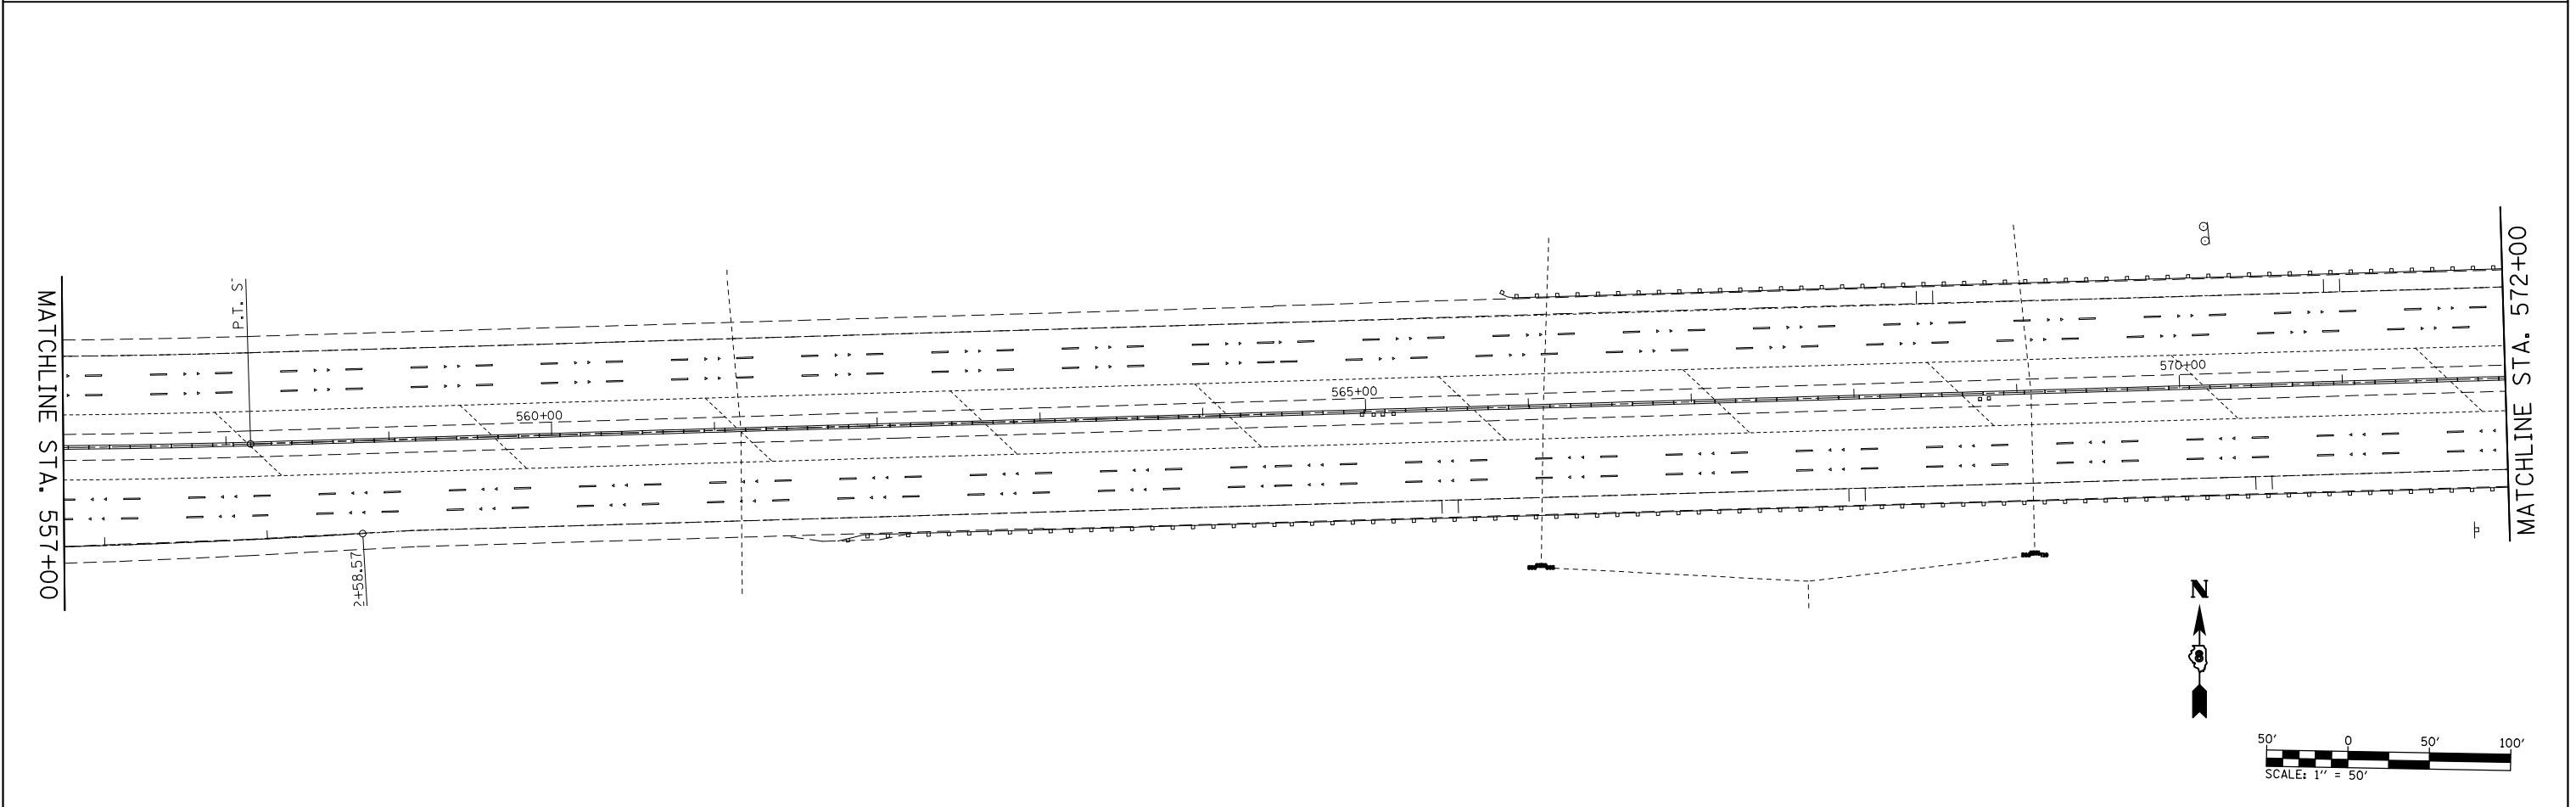 MATCHLINE STA. 557+00
P.T. S
2+58.57
560+00
565+00
570+00
MATCHLINE STA. 572+00
N
50' 0 50' 100'
SCALE: 1" = 50'